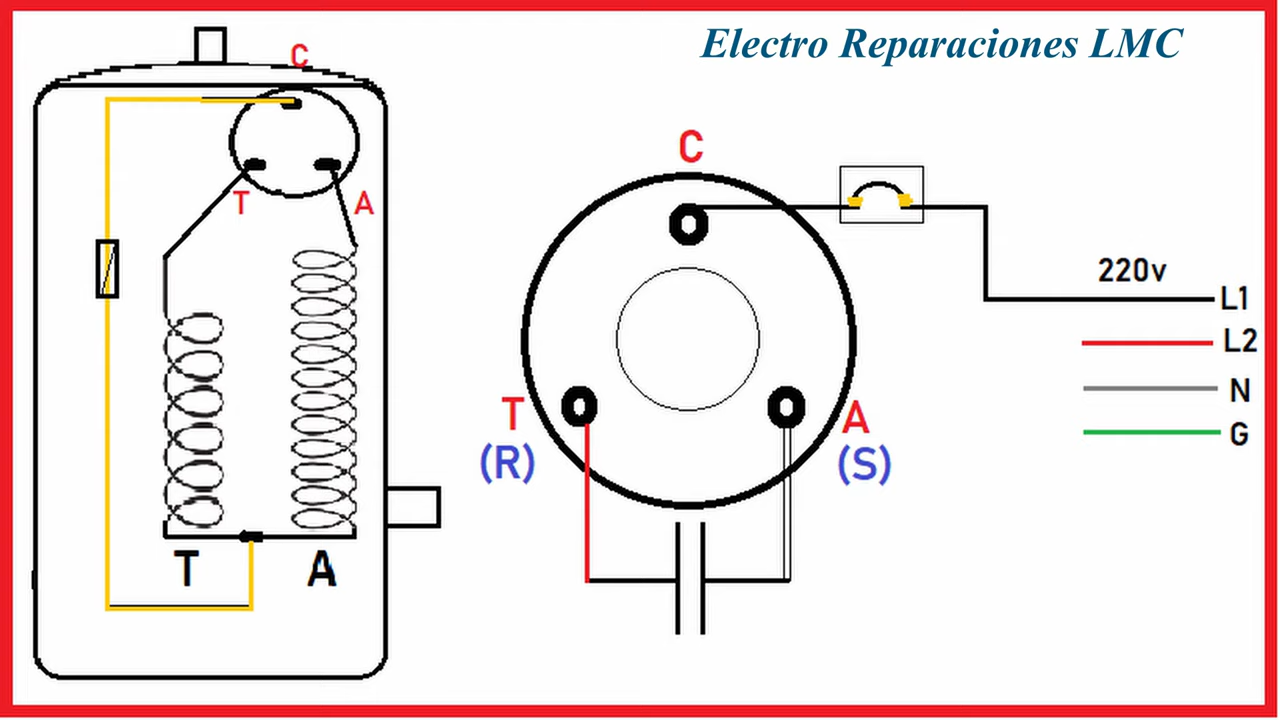 Electro Reparaciones LMC
C
T
A
T
A
C
T
(R)
A
(S)
220v
L1
L2
N
G